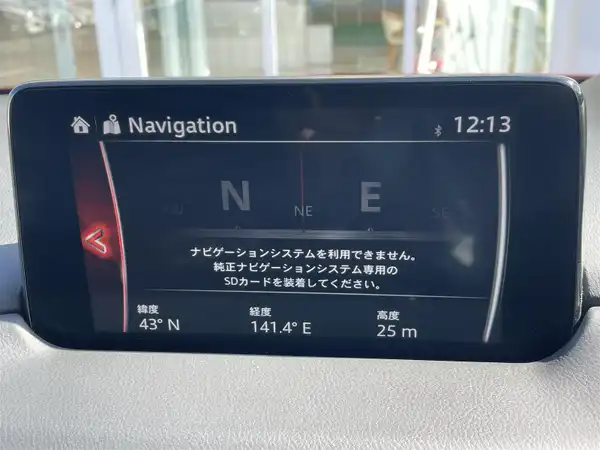 Navigation 12:13
N E
NE SE
ナビゲーションシステムを利用できません。
純正ナビゲーションシステム専用の
SDカードを装着してください。
緯度 経度 高度
43° N 141.4° E 25 m